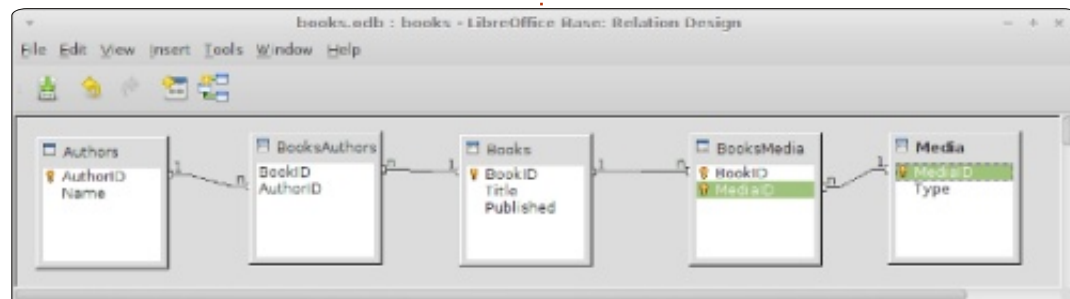 books.odb : books - LibreOffice Base: Relation Design
File Edit View Insert Tools Window Help
Authors
AuthorID
Name
1
n
BooksAuthors
BookID
AuthorID
n
1
Books
BookID
Title
Published
1
n
BooksMedia
BookID
MediaID
n
1
Media
MediaID
Type